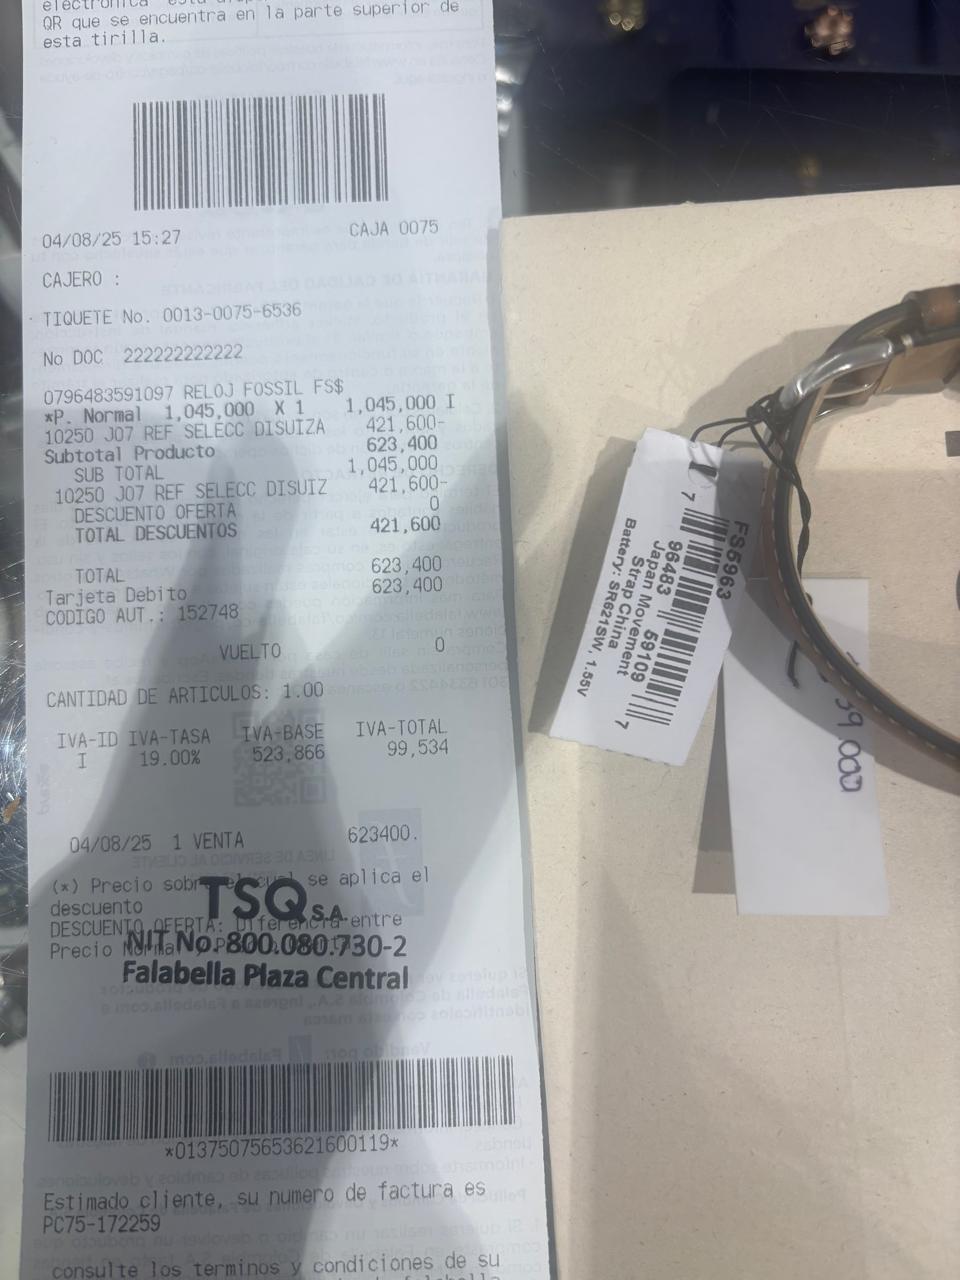 QR que se encuentra en la parte superior de
esta tirilla.
04/08/25 15:27 CAJA 0075
CAJERO :
TIQUETE No. 0013-0075-6536
No DOC 222222222222
0796483591097 RELOJ FOSSIL FS$
*P. Normal 1,045,000 X 1 1,045,000 I
10250 J07 REF SELECC DISUIZA 421,600-
Subtotal Producto 623,400
SUB TOTAL 1,045,000
10250 J07 REF SELECC DISUIZ 421,600-
DESCUENTO OFERTA 0
TOTAL DESCUENTOS 421,600
TOTAL 623,400
Tarjeta Debito 623,400
CODIGO AUT.: 152748
VUELTO 0
CANTIDAD DE ARTICULOS: 1.00
IVA-ID IVA-TASA IVA-BASE IVA-TOTAL
I 19.00% 523,866 99,534
04/08/25 1 VENTA 623400.
(*) Precio sobre el cual se aplica el
descuento
DESCUENTO OFERTA: Diferencia entre
Precio Normal y
TSQ S.A.
NIT No. 800.080.730-2
Falabella Plaza Central
*01375075653621600119*
Estimado cliente, su numero de factura es
PC75-172259
consulte los terminos y condiciones de su
FS5963
7 96483 59109 7
Japan Movement
Strap China
Battery: SR621SW, 1.55V